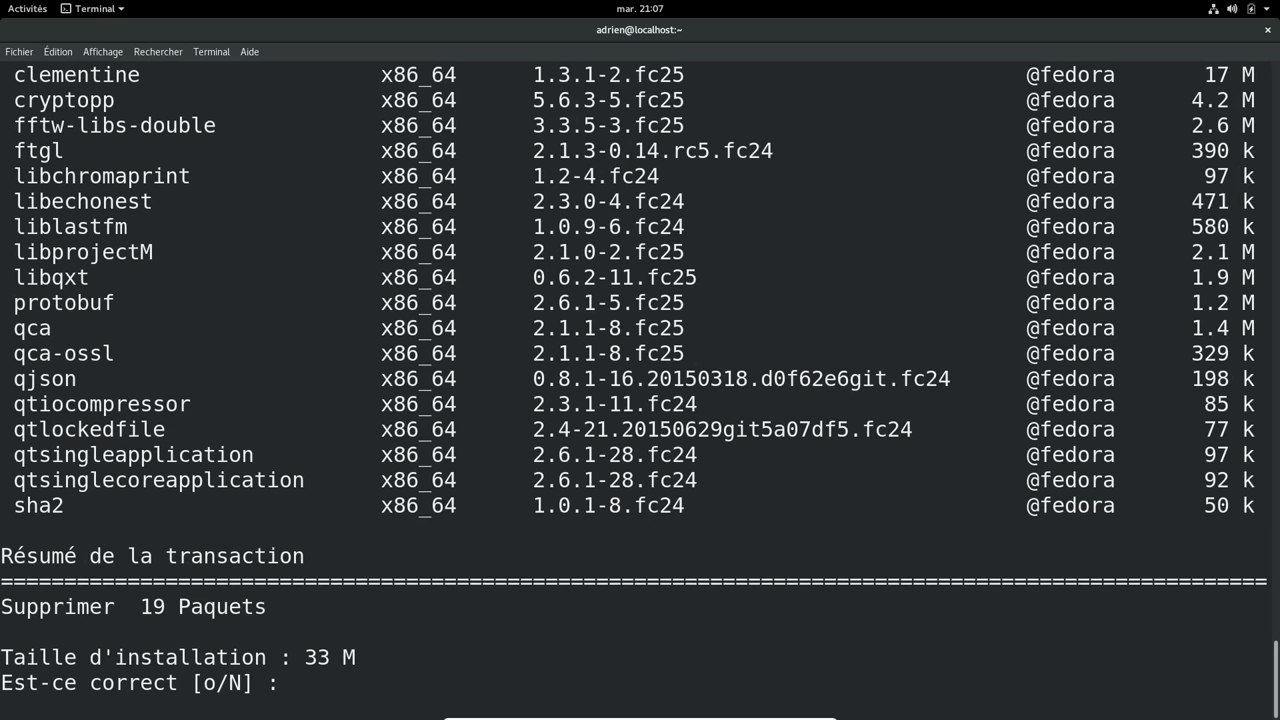 Activités Terminal mar. 21:07
adrien@localhost:~ ×
Fichier Édition Affichage Rechercher Terminal Aide
clementine x86_64 1.3.1-2.fc25 @fedora 17 M
cryptopp x86_64 5.6.3-5.fc25 @fedora 4.2 M
fftw-libs-double x86_64 3.3.5-3.fc25 @fedora 2.6 M
ftgl x86_64 2.1.3-0.14.rc5.fc24 @fedora 390 k
libchromaprint x86_64 1.2-4.fc24 @fedora 97 k
libechonest x86_64 2.3.0-4.fc24 @fedora 471 k
liblastfm x86_64 1.0.9-6.fc24 @fedora 580 k
libprojectM x86_64 2.1.0-2.fc25 @fedora 2.1 M
libqxt x86_64 0.6.2-11.fc25 @fedora 1.9 M
protobuf x86_64 2.6.1-5.fc25 @fedora 1.2 M
qca x86_64 2.1.1-8.fc25 @fedora 1.4 M
qca-ossl x86_64 2.1.1-8.fc25 @fedora 329 k
qjson x86_64 0.8.1-16.20150318.d0f62e6git.fc24 @fedora 198 k
qtiocompressor x86_64 2.3.1-11.fc24 @fedora 85 k
qtlockedfile x86_64 2.4-21.20150629git5a07df5.fc24 @fedora 77 k
qtsingleapplication x86_64 2.6.1-28.fc24 @fedora 97 k
qtsinglecoreapplication x86_64 2.6.1-28.fc24 @fedora 92 k
sha2 x86_64 1.0.1-8.fc24 @fedora 50 k
Résumé de la transaction
====================================================================================================
Supprimer 19 Paquets
Taille d'installation : 33 M
Est-ce correct [o/N] :